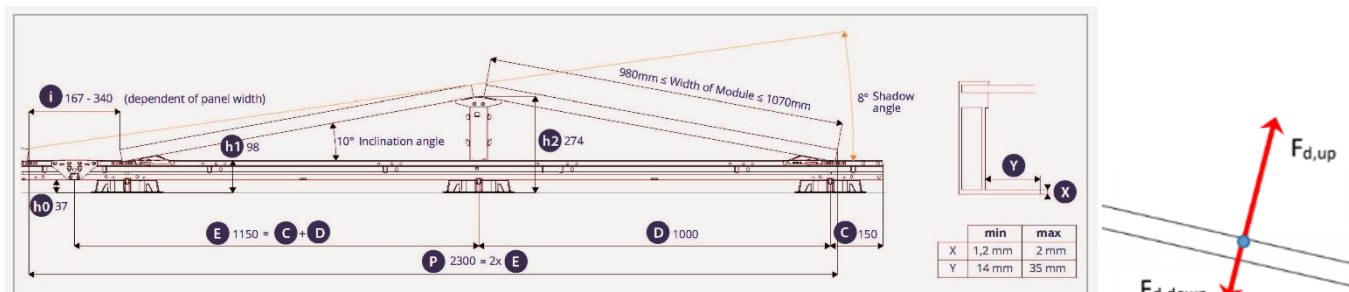 980mm ≤ Width of Module ≤ 1070mm
i 167 - 340 (dependent of panel width)
8° Shadow
angle
10° Inclination angle
h1 98
h2 274
h0 37
E 1150 = C + D
D 1000
C 150
P 2300 = 2x E
Y
X
min max
X 1,2 mm 2 mm
Y 14 mm 35 mm
Fd,up
Fd,down